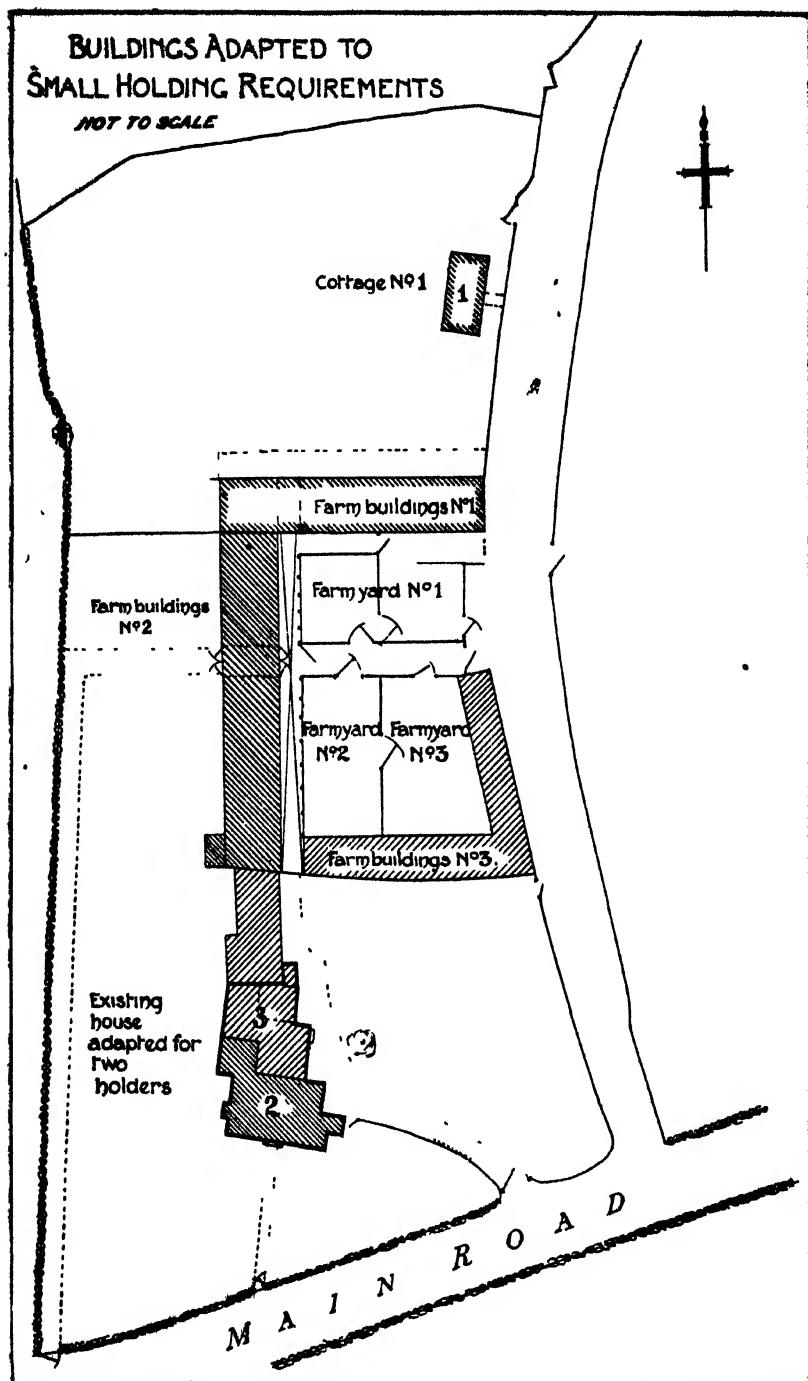 BUILDINGS ADAPTED TO
SMALL HOLDING REQUIREMENTS
NOT TO SCALE
Cottage Nº1
1
Farm buildings Nº1
Farm buildings
Nº2
Farm yard Nº1
Farmyard
Nº2
Farmyard
Nº3
Farm buildings Nº3.
Existing
house
adapted for
two
holders
3
2
MAIN ROAD